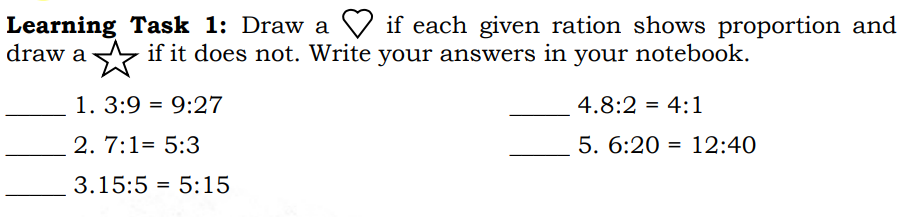 Learning Task 1: Draw a ♡ if each given ration shows proportion and
draw a ☆ if it does not. Write your answers in your notebook.
_____ 1. 3:9 = 9:27
_____ 2. 7:1= 5:3
_____ 3.15:5 = 5:15
_____ 4.8:2 = 4:1
_____ 5. 6:20 = 12:40